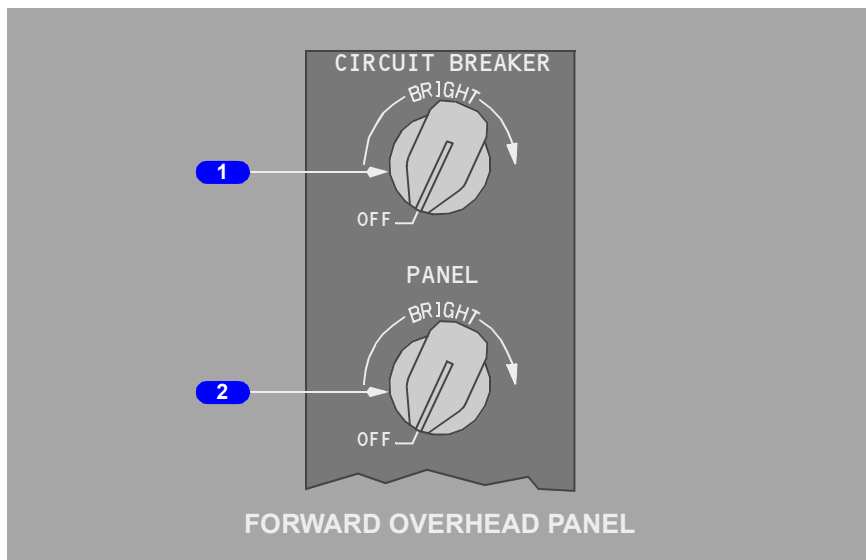 CIRCUIT BREAKER
BRIGHT
1
OFF
PANEL
BRIGHT
2
OFF
FORWARD OVERHEAD PANEL